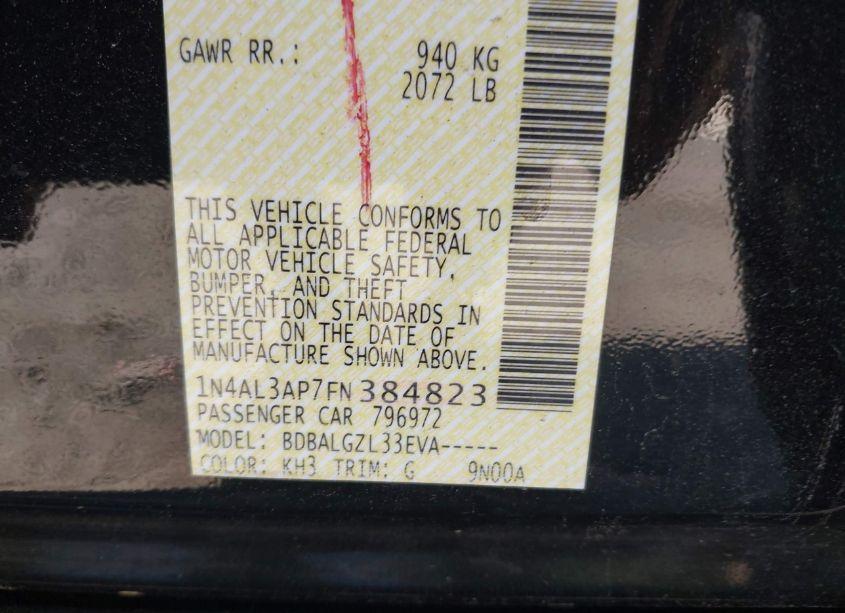 GAWR RR.: 940 KG
2072 LB
THIS VEHICLE CONFORMS TO
ALL APPLICABLE FEDERAL
MOTOR VEHICLE SAFETY,
BUMPER, AND THEFT
PREVENTION STANDARDS IN
EFFECT ON THE DATE OF
MANUFACTURE SHOWN ABOVE.
1N4AL3AP7FN384823
PASSENGER CAR 796972
MODEL: BDBALGZL33EVA-----
COLOR: KH3 TRIM: G 9N00A